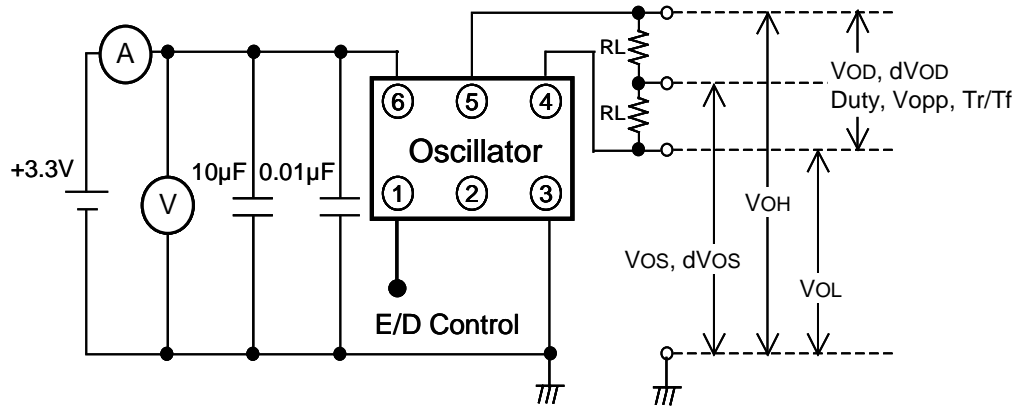 A
+3.3V
V
10µF
0.01µF
6
5
4
Oscillator
1
2
3
E/D Control
RL
RL
VOD, dVOD
Duty, Vopp, Tr/Tf
VOH
VOS, dVOS
VOL